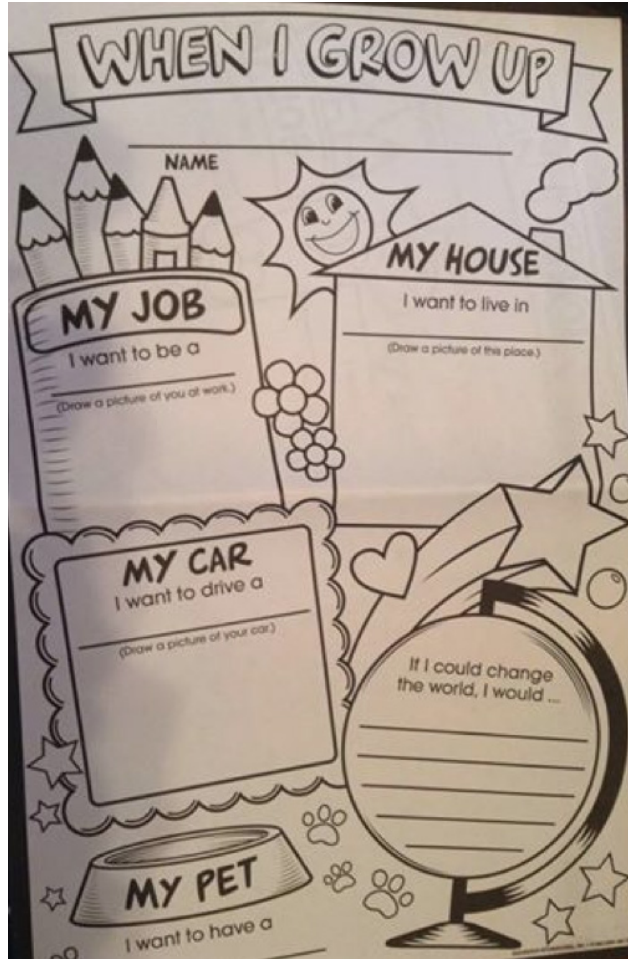 WHEN I GROW UP
NAME
MY JOB
I want to be a
(Draw a picture of you at work.)
MY HOUSE
I want to live in
(Draw a picture of this place.)
MY CAR
I want to drive a
(Draw a picture of your car.)
If I could change
the world, I would ...
MY PET
I want to have a